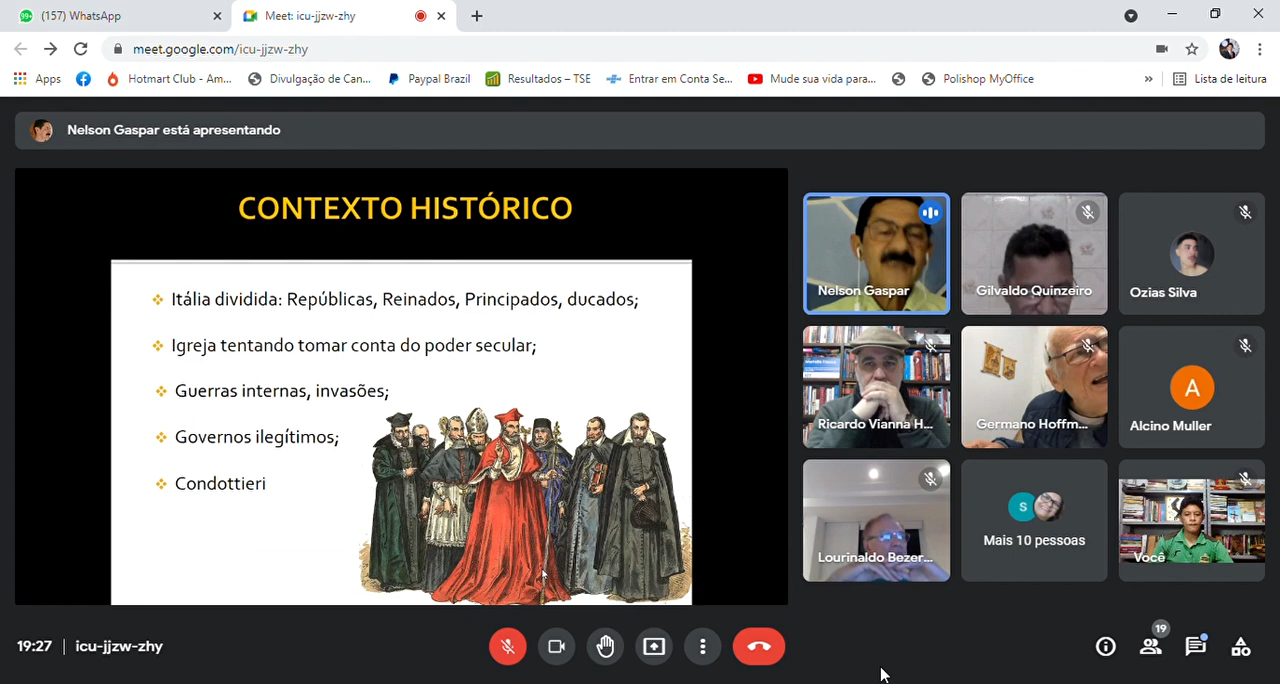 (157) WhatsApp
Meet: icu-jjzw-zhy
meet.google.com/icu-jjzw-zhy
Apps
Hotmart Club - Am...
Divulgação de Can...
Paypal Brazil
Resultados – TSE
Entrar em Conta Se...
Mude sua vida para...
Polishop MyOffice
»
Lista de leitura
Nelson Gaspar está apresentando
CONTEXTO HISTÓRICO
Itália dividida: Repúblicas, Reinados, Principados, ducados;
Igreja tentando tomar conta do poder secular;
Guerras internas, invasões;
Governos ilegítimos;
Condottieri
Nelson Gaspar
Gilvaldo Quinzeiro
Ozias Silva
Ricardo Vianna H...
Germano Hoffm...
A
Alcino Muller
Lourinaldo Bezer...
S
Mais 10 pessoas
Você
19:27 | icu-jjzw-zhy
19